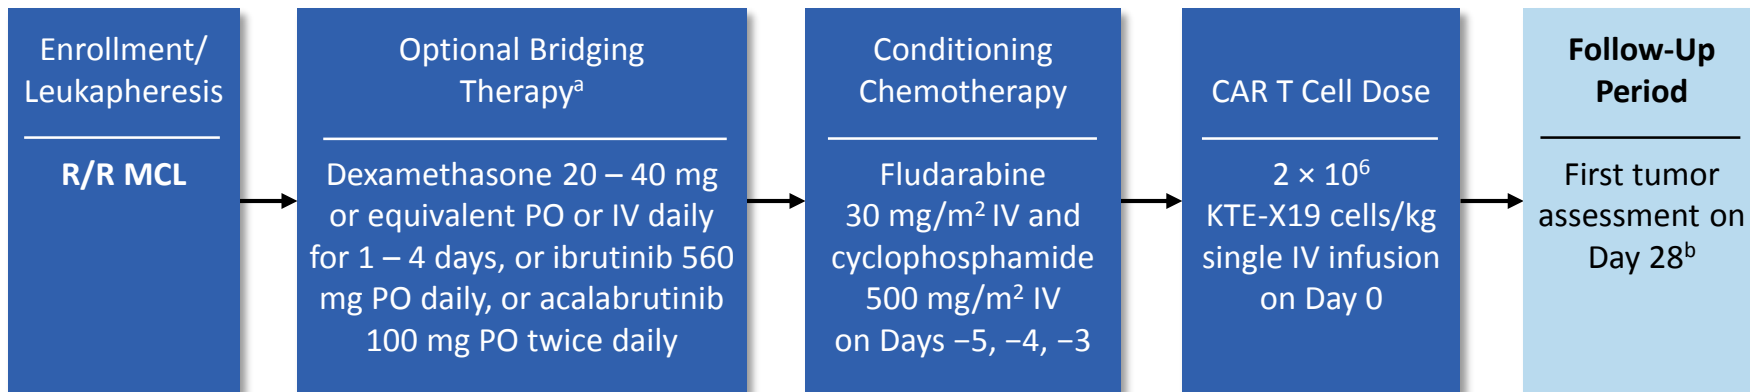 Enrollment/
Leukapheresis
R/R MCL
Optional Bridging
Therapyᵃ
Dexamethasone 20 – 40 mg
or equivalent PO or IV daily
for 1 – 4 days, or ibrutinib 560
mg PO daily, or acalabrutinib
100 mg PO twice daily
Conditioning
Chemotherapy
Fludarabine
30 mg/m² IV and
cyclophosphamide
500 mg/m² IV
on Days −5, −4, −3
CAR T Cell Dose
2 × 10⁶
KTE-X19 cells/kg
single IV infusion
on Day 0
Follow-Up
Period
First tumor
assessment on
Day 28ᵇ